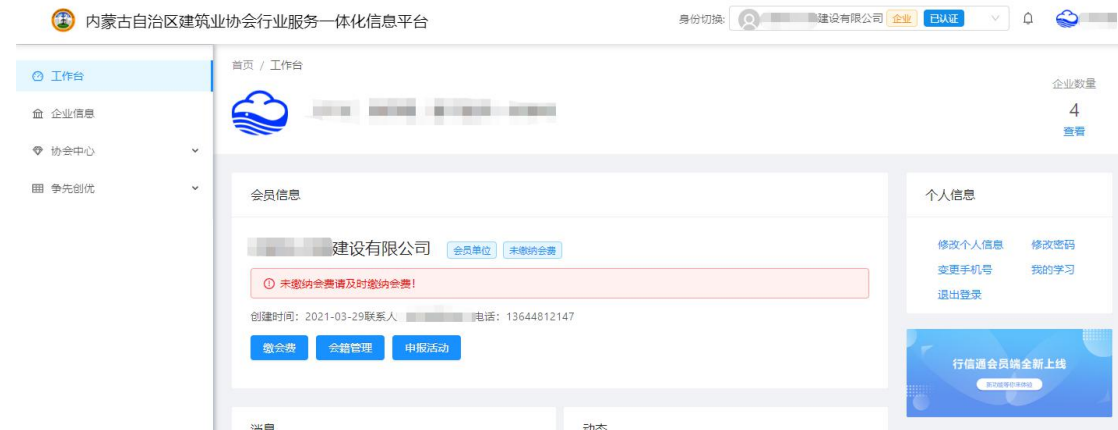 内蒙古自治区建筑业协会行业服务一体化信息平台
身份切换: 建设有限公司 企业 已认证
工作台
企业信息
协会中心
争先创优
首页 / 工作台
企业数量
4
查看
会员信息
建设有限公司 会员单位 未缴纳会费
未缴纳会费请及时缴纳会费!
创建时间: 2021-03-29联系人 电话: 13644812147
缴会费 会籍管理 申报活动
个人信息
修改个人信息 修改密码
变更手机号 我的学习
退出登录
行信通会员端全新上线
消息 动态